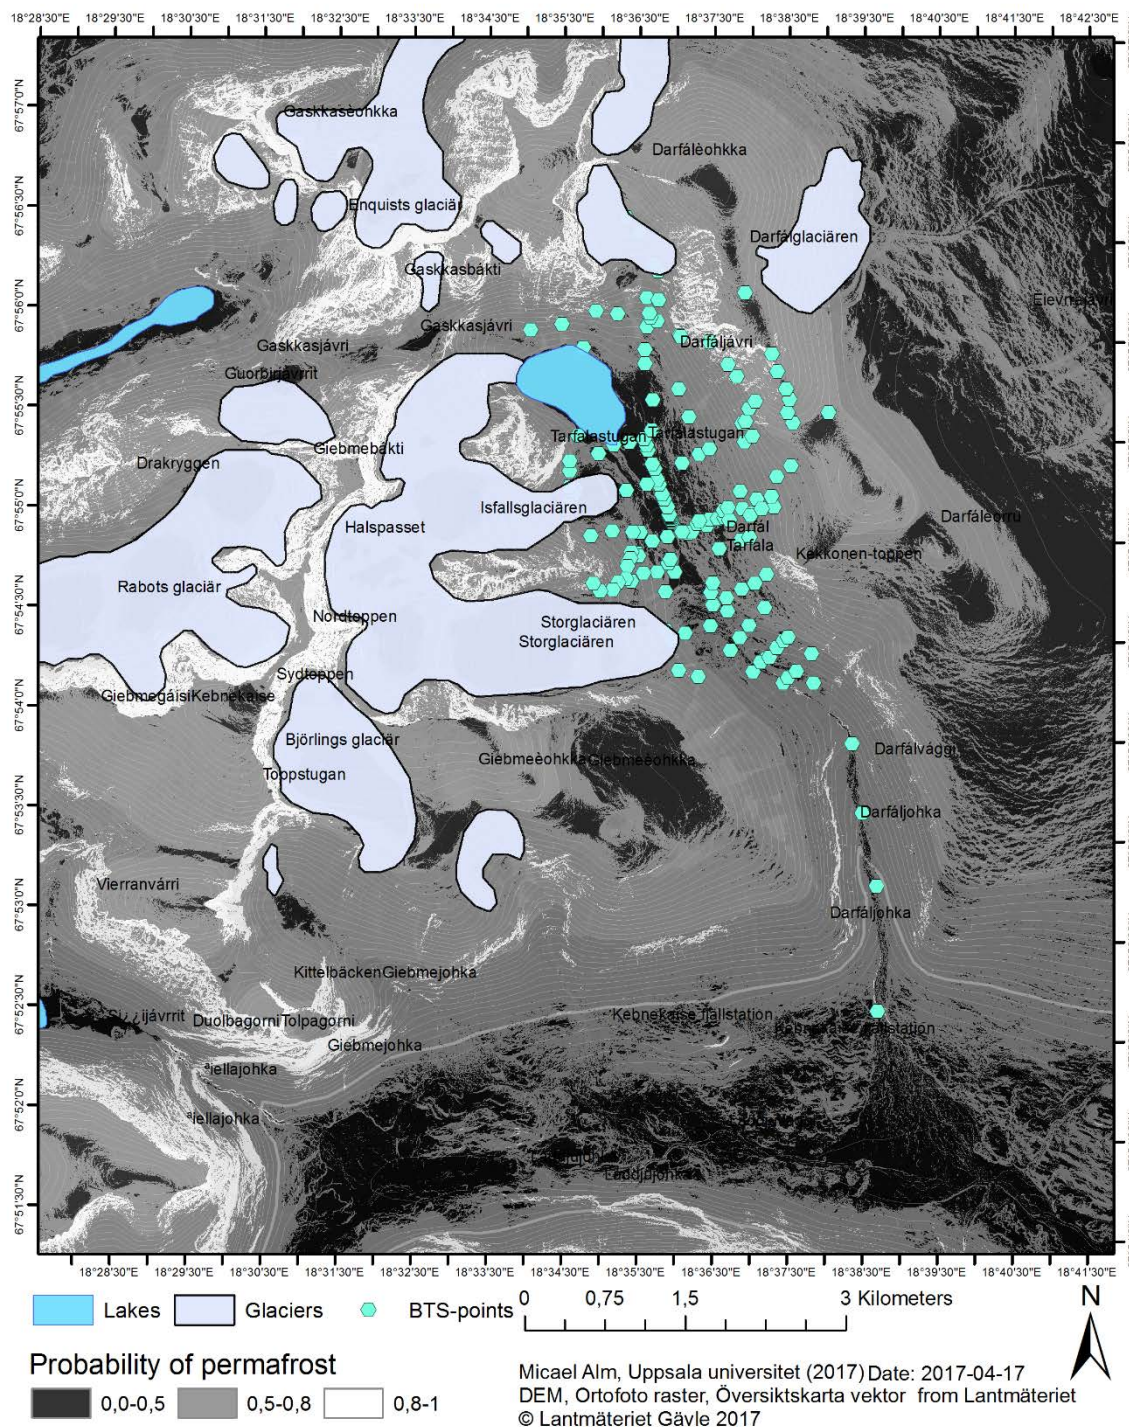 18°28'30"E 18°29'30"E 18°30'30"E 18°31'30"E 18°32'30"E 18°33'30"E 18°34'30"E 18°35'30"E 18°36'30"E 18°37'30"E 18°38'30"E 18°39'30"E 18°40'30"E 18°41'30"E 18°42'30"E
67°57'0"N
Gaskkasèohkka
Darfálèohkka
67°56'30"N
Enquists glaciär
Darfálglaciären
Gaskkasbákti
67°56'0"N
Gaskkasjávri
Darfáljávri
Gaskkasjávri
Guorbirjávrrit
67°55'30"N
Tarfalastugan
Tarfalastugan
Giebmebákti
Drakryggen
67°55'0"N
Isfallsglaciären
Halspasset
Darfál
Tarfala
Darfáleorru
Kekkonen-toppen
Rabots glaciär
67°54'30"N
Nordtoppen
Storglaciären
Storglaciären
Sydtoppen
GiebmegáisiKebnekaise
67°54'0"N
Björlings glaciär
Darfálvággi
Giebmeèohkka
Giebmeèohkka
Toppstugan
67°53'30"N
Darfáljohka
Vierranvárri
67°53'0"N
Darfáljohka
Kittelbäcken
Giebmejohka
67°52'30"N
Duolbagorni
Tolpagorni
Kebnekaise fjällstation
Giebmejohka
ªiellajohka
67°52'0"N
ªiellajohka
67°51'30"N
18°28'30"E 18°29'30"E 18°30'30"E 18°31'30"E 18°32'30"E 18°33'30"E 18°34'30"E 18°35'30"E 18°36'30"E 18°37'30"E 18°38'30"E 18°39'30"E 18°40'30"E 18°41'30"E
Lakes Glaciers BTS-points
0 0,75 1,5 3 Kilometers
N
Probability of permafrost
0,0-0,5 0,5-0,8 0,8-1
Micael Alm, Uppsala universitet (2017) Date: 2017-04-17
DEM, Ortofoto raster, Översiktskarta vektor from Lantmäteriet
© Lantmäteriet Gävle 2017